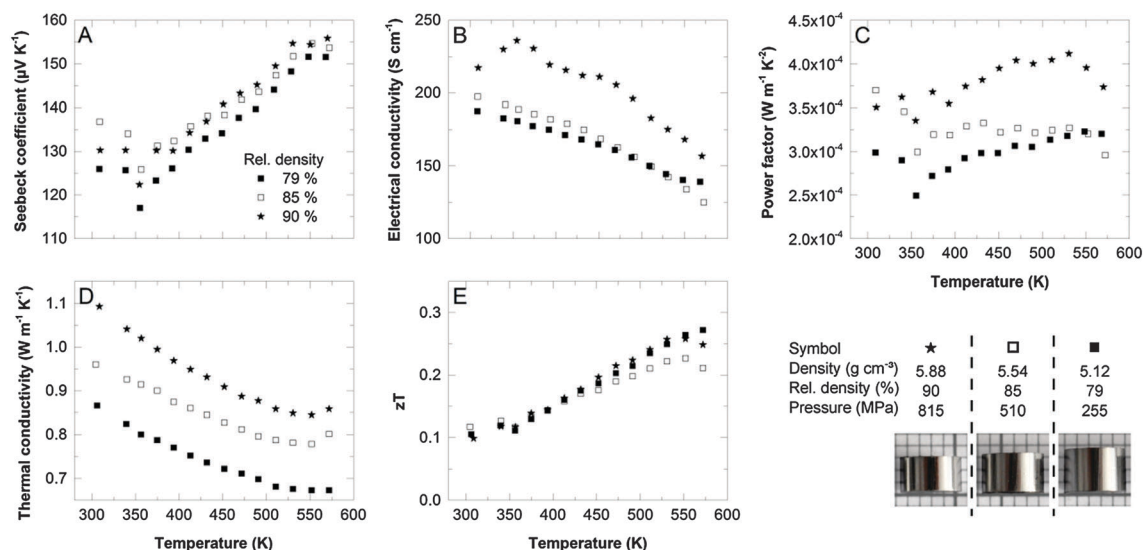 A
Seebeck coefficient (µV K⁻¹)
160
150
140
130
120
110
Rel. density
79 %
85 %
90 %
B
Electrical conductivity (S cm⁻¹)
250
200
150
100
C
Power factor (W m⁻¹ K⁻²)
4.5x10⁻⁴
4.0x10⁻⁴
3.5x10⁻⁴
3.0x10⁻⁴
2.5x10⁻⁴
2.0x10⁻⁴
300 350 400 450 500 550 600
Temperature (K)
D
Thermal conductivity (W m⁻¹ K⁻¹)
1.1
1.0
0.9
0.8
0.7
300 350 400 450 500 550 600
Temperature (K)
E
zT
0.3
0.2
0.1
0.0
300 350 400 450 500 550 600
Temperature (K)
Symbol
Density (g cm⁻³) 5.88 5.54 5.12
Rel. density (%) 90 85 79
Pressure (MPa) 815 510 255